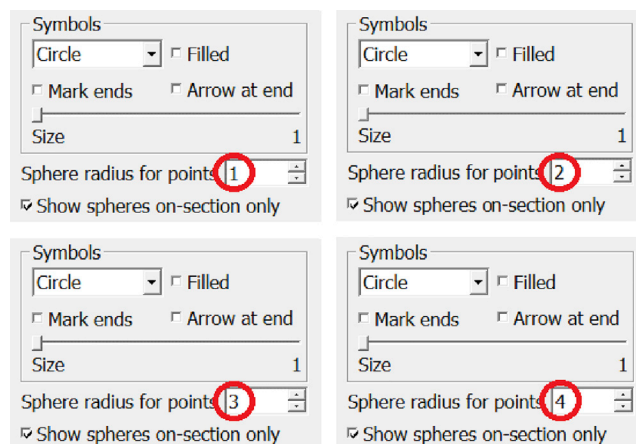 Symbols
Circle Filled
Mark ends Arrow at end
Size 1
Sphere radius for points 1
Show spheres on-section only
Symbols
Circle Filled
Mark ends Arrow at end
Size 1
Sphere radius for points 2
Show spheres on-section only
Symbols
Circle Filled
Mark ends Arrow at end
Size 1
Sphere radius for points 3
Show spheres on-section only
Symbols
Circle Filled
Mark ends Arrow at end
Size 1
Sphere radius for points 4
Show spheres on-section only